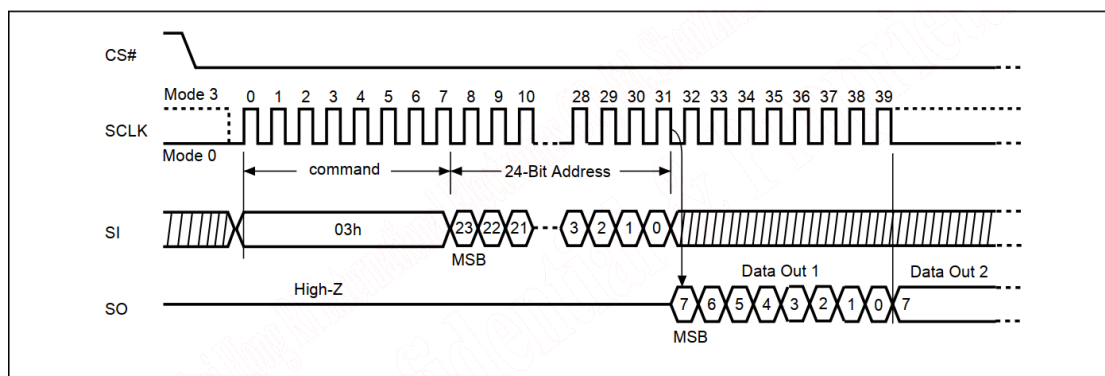 CS#
Mode 3
0 1 2 3 4 5 6 7 8 9 10 28 29 30 31 32 33 34 35 36 37 38 39
SCLK
Mode 0
command 24-Bit Address
SI
03h 23 22 21 3 2 1 0
MSB
Data Out 1 Data Out 2
High-Z
SO
7 6 5 4 3 2 1 0 7
MSB